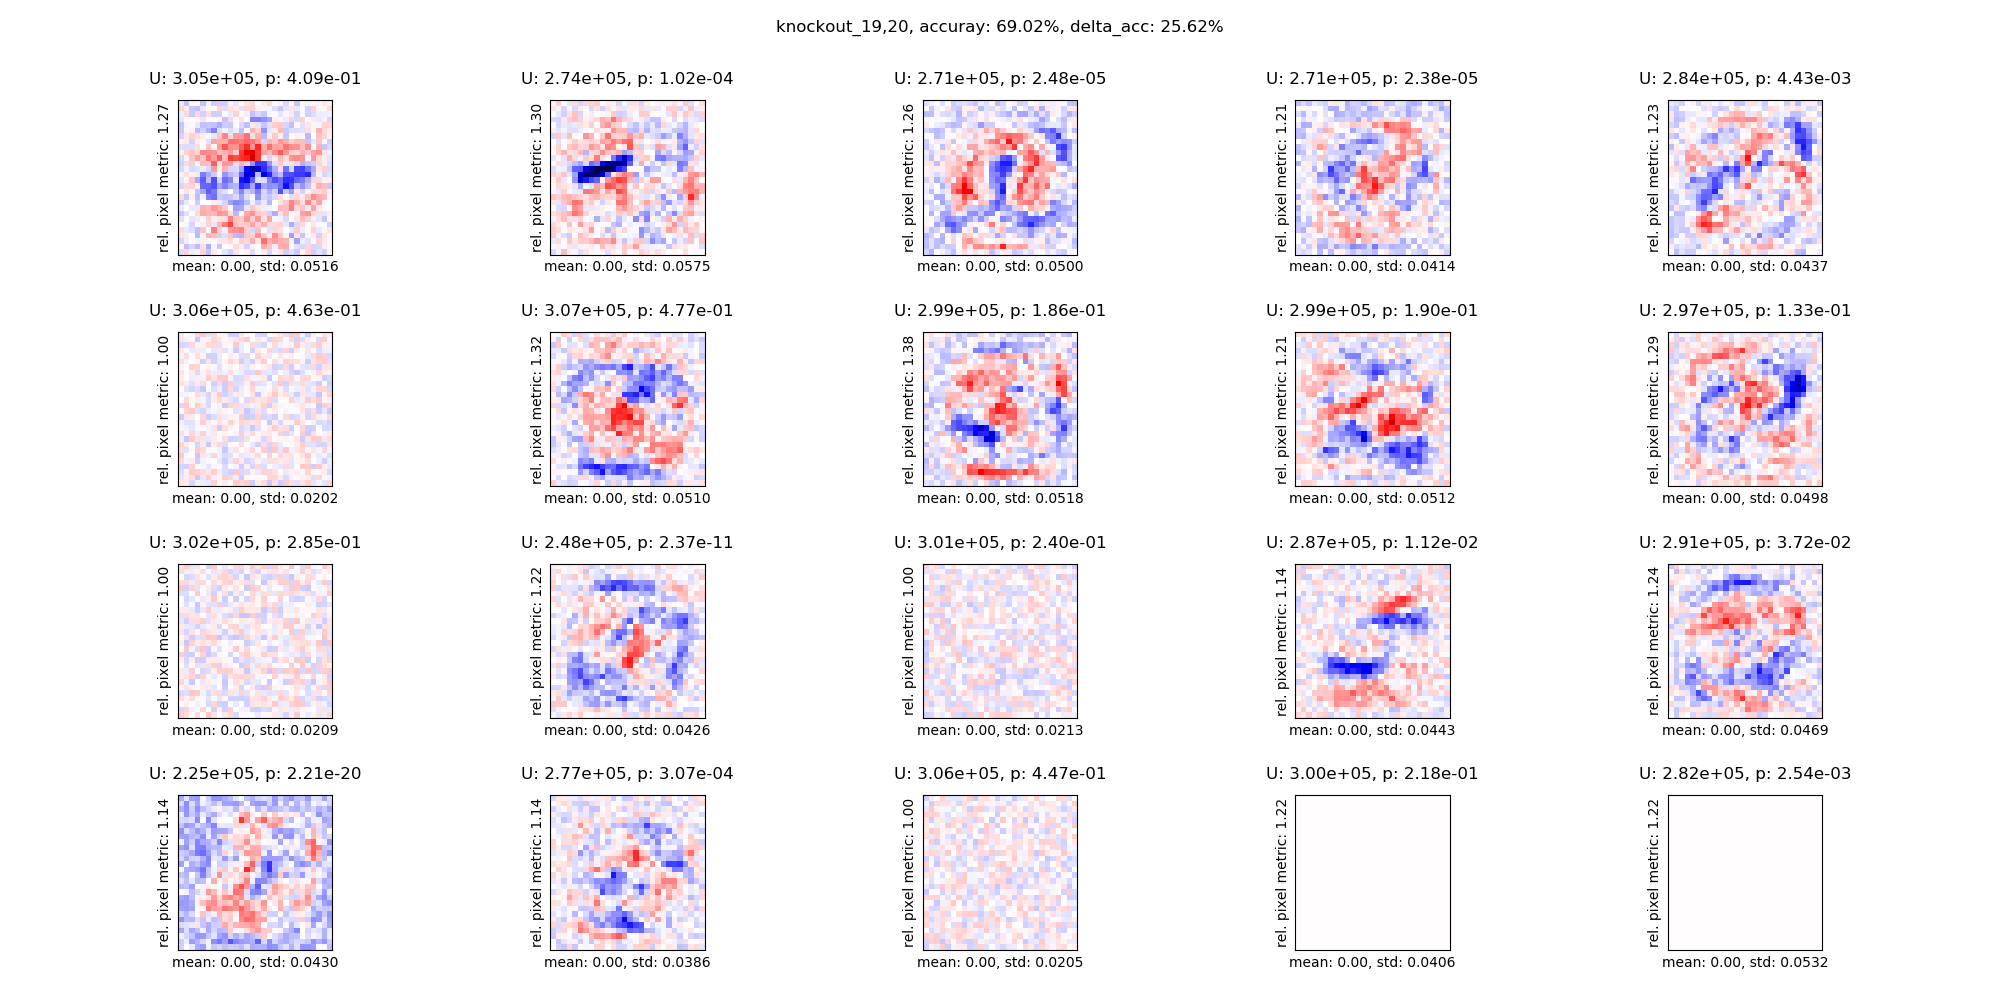 knockout_19,20, accuray: 69.02%, delta_acc: 25.62%
U: 3.05e+05, p: 4.09e-01
rel. pixel metric: 1.27
mean: 0.00, std: 0.0516
U: 2.74e+05, p: 1.02e-04
rel. pixel metric: 1.30
mean: 0.00, std: 0.0575
U: 2.71e+05, p: 2.48e-05
rel. pixel metric: 1.26
mean: 0.00, std: 0.0500
U: 2.71e+05, p: 2.38e-05
rel. pixel metric: 1.21
mean: 0.00, std: 0.0414
U: 2.84e+05, p: 4.43e-03
rel. pixel metric: 1.23
mean: 0.00, std: 0.0437
U: 3.06e+05, p: 4.63e-01
rel. pixel metric: 1.00
mean: 0.00, std: 0.0202
U: 3.07e+05, p: 4.77e-01
rel. pixel metric: 1.32
mean: 0.00, std: 0.0510
U: 2.99e+05, p: 1.86e-01
rel. pixel metric: 1.38
mean: 0.00, std: 0.0518
U: 2.99e+05, p: 1.90e-01
rel. pixel metric: 1.21
mean: 0.00, std: 0.0512
U: 2.97e+05, p: 1.33e-01
rel. pixel metric: 1.29
mean: 0.00, std: 0.0498
U: 3.02e+05, p: 2.85e-01
rel. pixel metric: 1.00
mean: 0.00, std: 0.0209
U: 2.48e+05, p: 2.37e-11
rel. pixel metric: 1.22
mean: 0.00, std: 0.0426
U: 3.01e+05, p: 2.40e-01
rel. pixel metric: 1.00
mean: 0.00, std: 0.0213
U: 2.87e+05, p: 1.12e-02
rel. pixel metric: 1.14
mean: 0.00, std: 0.0443
U: 2.91e+05, p: 3.72e-02
rel. pixel metric: 1.24
mean: 0.00, std: 0.0469
U: 2.25e+05, p: 2.21e-20
rel. pixel metric: 1.14
mean: 0.00, std: 0.0430
U: 2.77e+05, p: 3.07e-04
rel. pixel metric: 1.14
mean: 0.00, std: 0.0386
U: 3.06e+05, p: 4.47e-01
rel. pixel metric: 1.00
mean: 0.00, std: 0.0205
U: 3.00e+05, p: 2.18e-01
rel. pixel metric: 1.22
mean: 0.00, std: 0.0406
U: 2.82e+05, p: 2.54e-03
rel. pixel metric: 1.22
mean: 0.00, std: 0.0532